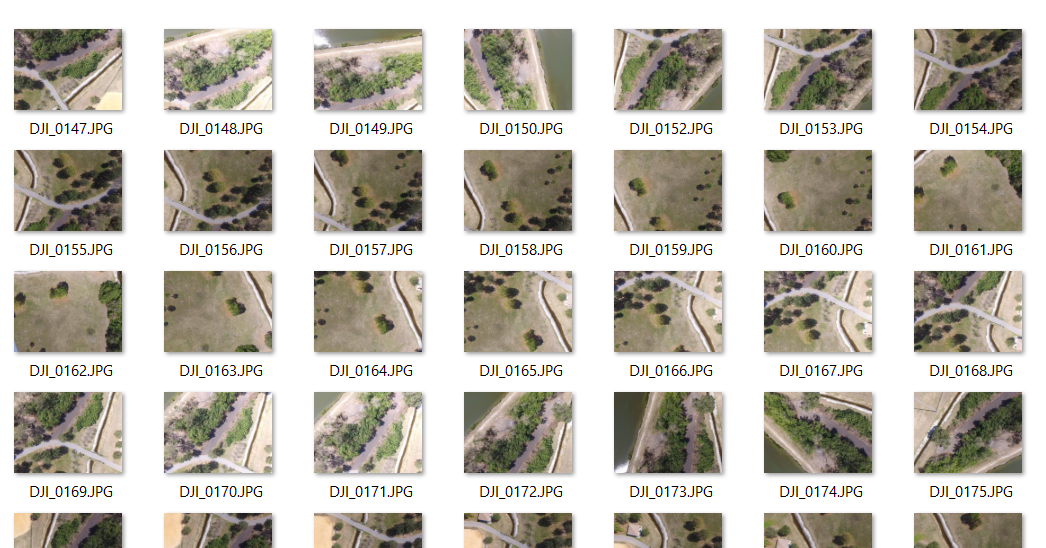 DJI_0147.JPG DJI_0148.JPG DJI_0149.JPG DJI_0150.JPG DJI_0152.JPG DJI_0153.JPG DJI_0154.JPG
DJI_0155.JPG DJI_0156.JPG DJI_0157.JPG DJI_0158.JPG DJI_0159.JPG DJI_0160.JPG DJI_0161.JPG
DJI_0162.JPG DJI_0163.JPG DJI_0164.JPG DJI_0165.JPG DJI_0166.JPG DJI_0167.JPG DJI_0168.JPG
DJI_0169.JPG DJI_0170.JPG DJI_0171.JPG DJI_0172.JPG DJI_0173.JPG DJI_0174.JPG DJI_0175.JPG